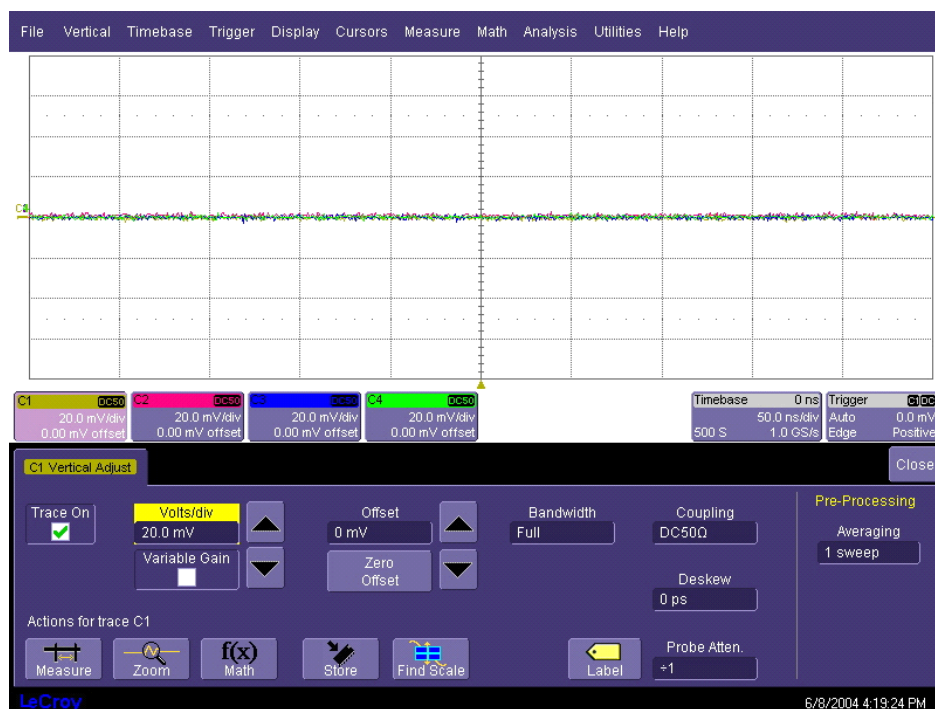 File Vertical Timebase Trigger Display Cursors Measure Math Analysis Utilities Help
C1 DC50 C2 DC50 C3 DC50 C4 DC50 Timebase 0 ns Trigger C1DC
20.0 mV/div 20.0 mV/div 20.0 mV/div 20.0 mV/div 50.0 ns/div Auto 0.0 mV
0.00 mV offset 0.00 mV offset 0.00 mV offset 0.00 mV offset 500 S 1.0 GS/s Edge Positive
C1 Vertical Adjust Close
Pre-Processing
Trace On Volts/div Offset Bandwidth Coupling
20.0 mV 0 mV Full DC50Ω
Averaging
1 sweep
Variable Gain Zero Offset
Deskew
0 ps
Actions for trace C1
Probe Atten.
÷1
Measure Zoom f(x) Math Store Find Scale Label
LeCroy 6/8/2004 4:19:24 PM